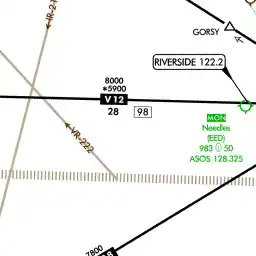 IR-21
GORSY
RIVERSIDE 122.2
8000
*5900
V 12
28
98
MON
Needles
(EED)
983 50
ASOS 128.325
VR-222
7800